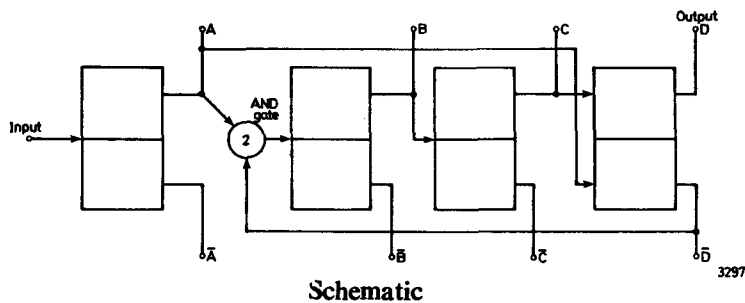 A
B
C
Output
D
AND
gate
Input
2
Ā
B̄
C̄
D̄
3297
Schematic